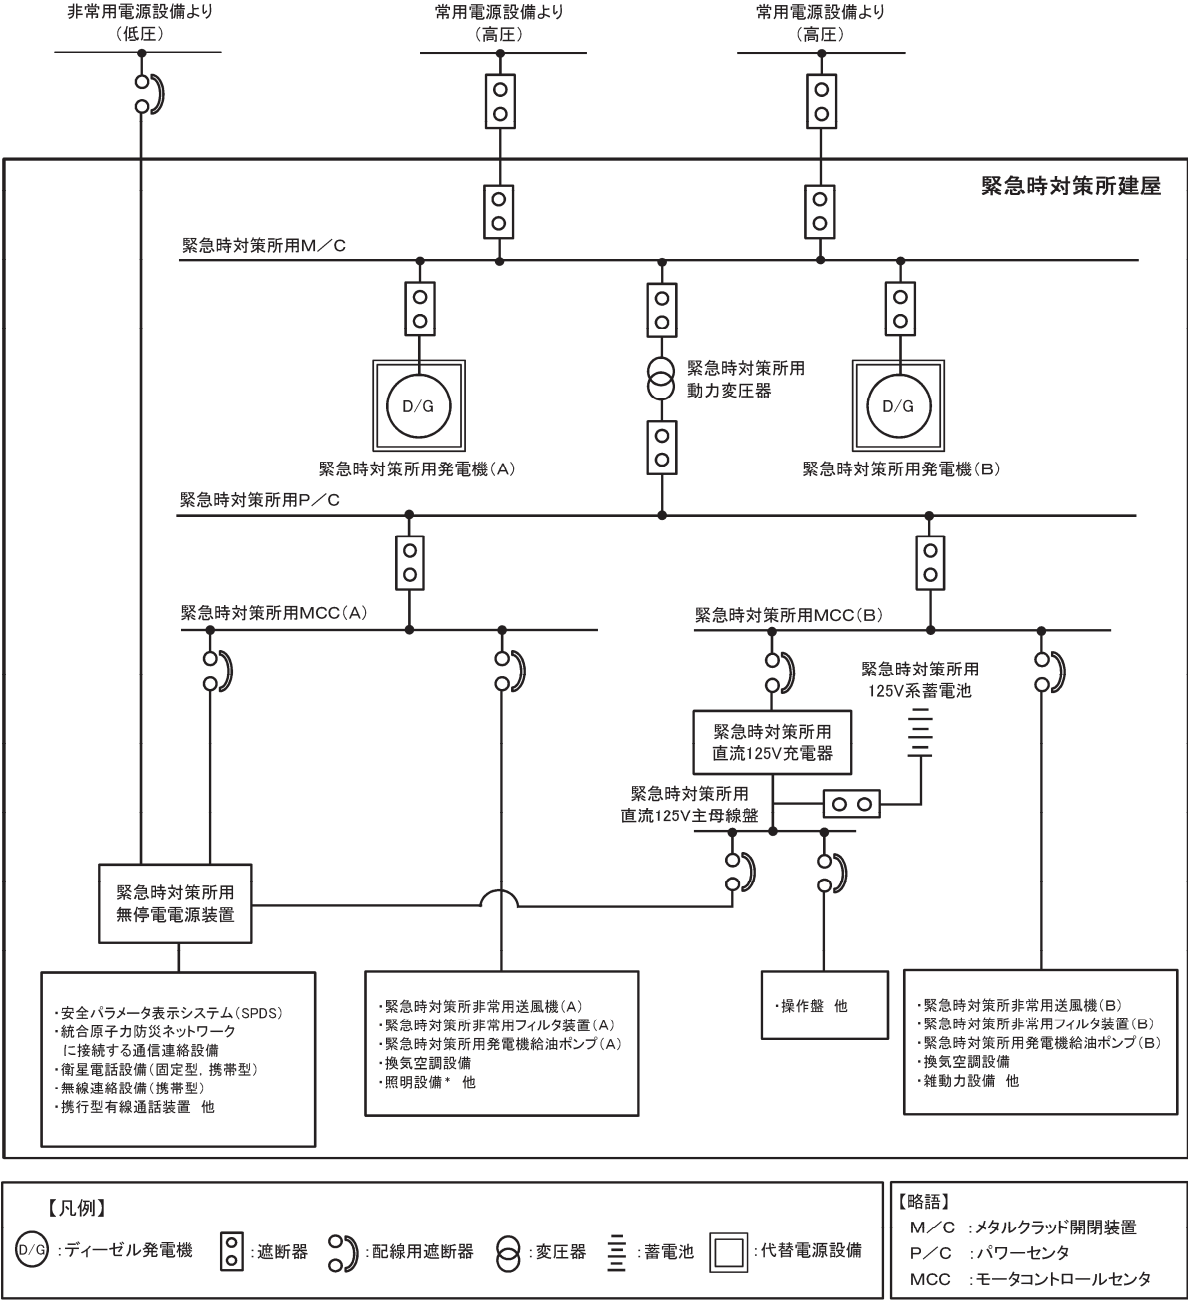 非常用電源設備より
(低圧)
常用電源設備より
(高圧)
常用電源設備より
(高圧)
緊急時対策所建屋
緊急時対策所用M/C
D/G
緊急時対策所用発電機(A)
緊急時対策所用
動力変圧器
D/G
緊急時対策所用発電機(B)
緊急時対策所用P/C
緊急時対策所用MCC(A)
緊急時対策所用MCC(B)
緊急時対策所用
125V系蓄電池
緊急時対策所用
直流125V充電器
緊急時対策所用
直流125V主母線盤
緊急時対策所用
無停電電源装置
・安全パラメータ表示システム(SPDS)
・統合原子力防災ネットワーク
に接続する通信連絡設備
・衛星電話設備(固定型,携帯型)
・無線連絡設備(携帯型)
・携行型有線通話装置 他
・緊急時対策所非常用送風機(A)
・緊急時対策所非常用フィルタ装置(A)
・緊急時対策所用発電機給油ポンプ(A)
・換気空調設備
・照明設備* 他
・操作盤 他
・緊急時対策所非常用送風機(B)
・緊急時対策所非常用フィルタ装置(B)
・緊急時対策所用発電機給油ポンプ(B)
・換気空調設備
・雑動力設備 他
【凡例】
D/G :ディーゼル発電機
:遮断器
:配線用遮断器
:変圧器
:蓄電池
:代替電源設備
【略語】
M/C :メタルクラッド開閉装置
P/C :パワーセンタ
MCC :モータコントロールセンタ